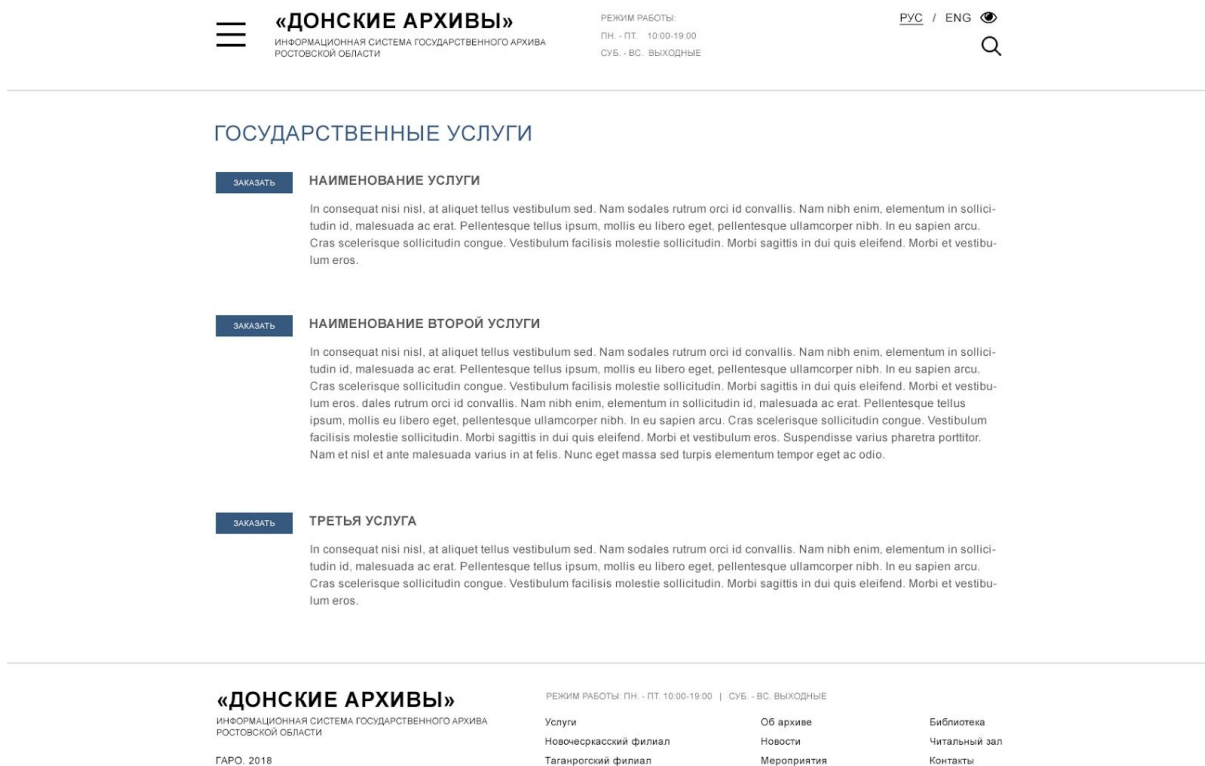 «ДОНСКИЕ АРХИВЫ»
ИНФОРМАЦИОННАЯ СИСТЕМА ГОСУДАРСТВЕННОГО АРХИВА
РОСТОВСКОЙ ОБЛАСТИ
РЕЖИМ РАБОТЫ:
ПН. - ПТ. 10:00-19:00
СУБ. - ВС. ВЫХОДНЫЕ
РУС / ENG
ГОСУДАРСТВЕННЫЕ УСЛУГИ
ЗАКАЗАТЬ
НАИМЕНОВАНИЕ УСЛУГИ
In consequat nisi nisl, at aliquet tellus vestibulum sed. Nam sodales rutrum orci id convallis. Nam nibh enim, elementum in sollici-
tudin id, malesuada ac erat. Pellentesque tellus ipsum, mollis eu libero eget, pellentesque ullamcorper nibh. In eu sapien arcu.
Cras scelerisque sollicitudin congue. Vestibulum facilisis molestie sollicitudin. Morbi sagittis in dui quis eleifend. Morbi et vestibu-
lum eros.
ЗАКАЗАТЬ
НАИМЕНОВАНИЕ ВТОРОЙ УСЛУГИ
In consequat nisi nisl, at aliquet tellus vestibulum sed. Nam sodales rutrum orci id convallis. Nam nibh enim, elementum in sollici-
tudin id, malesuada ac erat. Pellentesque tellus ipsum, mollis eu libero eget, pellentesque ullamcorper nibh. In eu sapien arcu.
Cras scelerisque sollicitudin congue. Vestibulum facilisis molestie sollicitudin. Morbi sagittis in dui quis eleifend. Morbi et vestibu-
lum eros. dales rutrum orci id convallis. Nam nibh enim, elementum in sollicitudin id, malesuada ac erat. Pellentesque tellus
ipsum, mollis eu libero eget, pellentesque ullamcorper nibh. In eu sapien arcu. Cras scelerisque sollicitudin congue. Vestibulum
facilisis molestie sollicitudin. Morbi sagittis in dui quis eleifend. Morbi et vestibulum eros. Suspendisse varius pharetra porttitor.
Nam et nisl et ante malesuada varius in at felis. Nunc eget massa sed turpis elementum tempor eget ac odio.
ЗАКАЗАТЬ
ТРЕТЬЯ УСЛУГА
In consequat nisi nisl, at aliquet tellus vestibulum sed. Nam sodales rutrum orci id convallis. Nam nibh enim, elementum in sollici-
tudin id, malesuada ac erat. Pellentesque tellus ipsum, mollis eu libero eget, pellentesque ullamcorper nibh. In eu sapien arcu.
Cras scelerisque sollicitudin congue. Vestibulum facilisis molestie sollicitudin. Morbi sagittis in dui quis eleifend. Morbi et vestibu-
lum eros.
«ДОНСКИЕ АРХИВЫ»
ИНФОРМАЦИОННАЯ СИСТЕМА ГОСУДАРСТВЕННОГО АРХИВА
РОСТОВСКОЙ ОБЛАСТИ
ГАРО. 2018
РЕЖИМ РАБОТЫ: ПН. - ПТ. 10:00-19:00 | СУБ. - ВС. ВЫХОДНЫЕ
Услуги
Новочесркасский филиал
Таганрогский филиал
Об архиве
Новости
Мероприятия
Библиотека
Читальный зал
Контакты